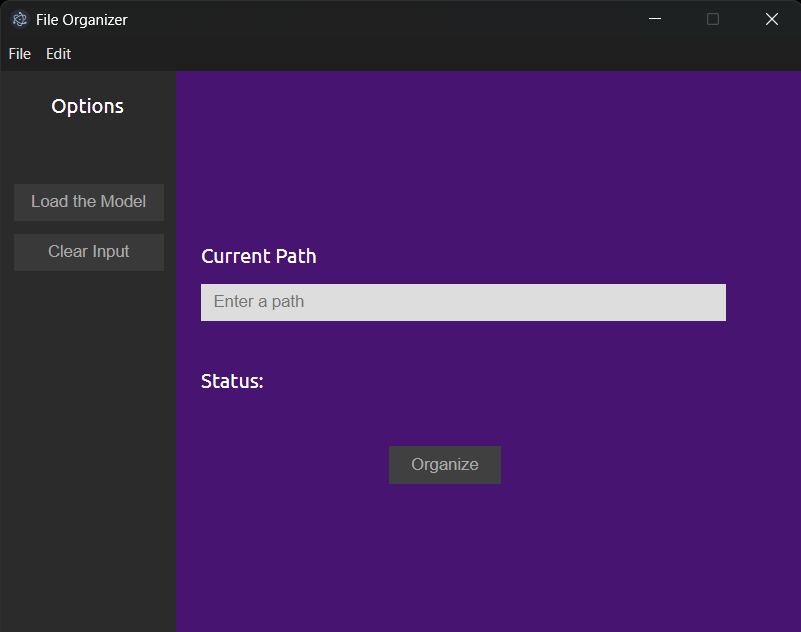 File Organizer
File Edit
Options
Load the Model
Clear Input
Current Path
Enter a path
Status:
Organize